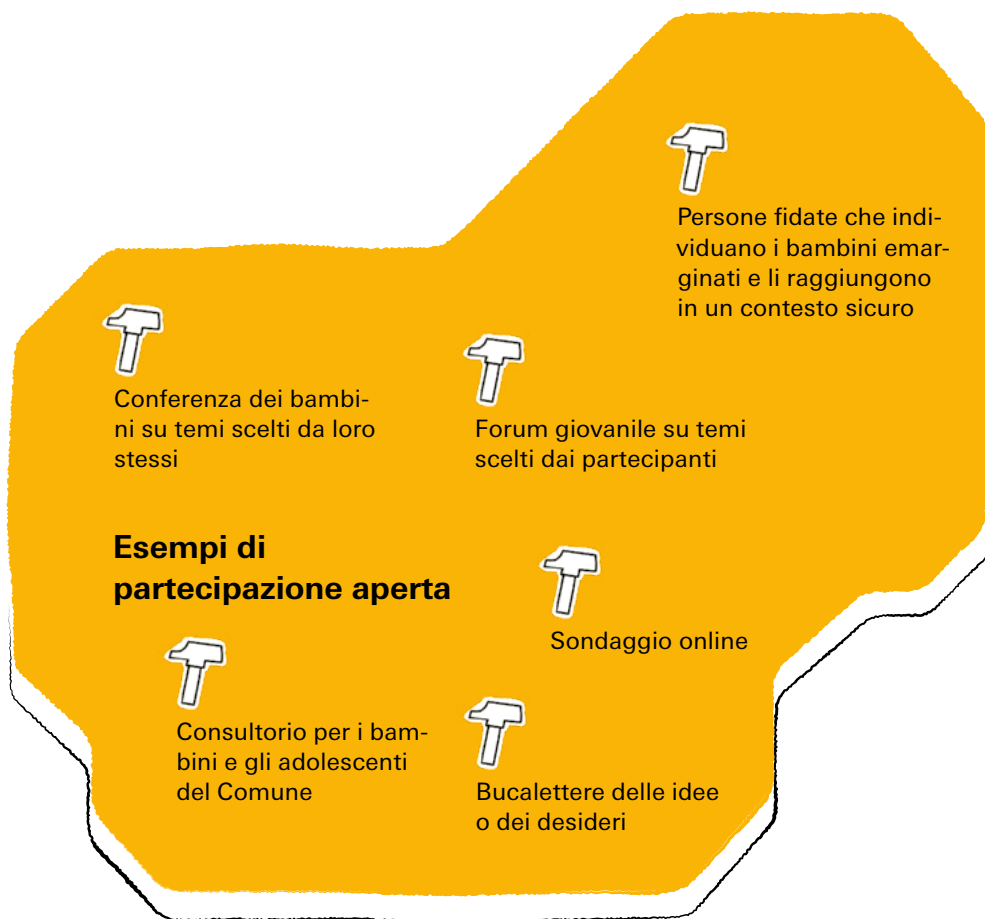 Persone fidate che indi-
viduano i bambini emar-
ginati e li raggiungono
in un contesto sicuro
Conferenza dei bambi-
ni su temi scelti da loro
stessi
Forum giovanile su temi
scelti dai partecipanti
Esempi di
partecipazione aperta
Sondaggio online
Consultorio per i bam-
bini e gli adolescenti
del Comune
Bucalettere delle idee
o dei desideri